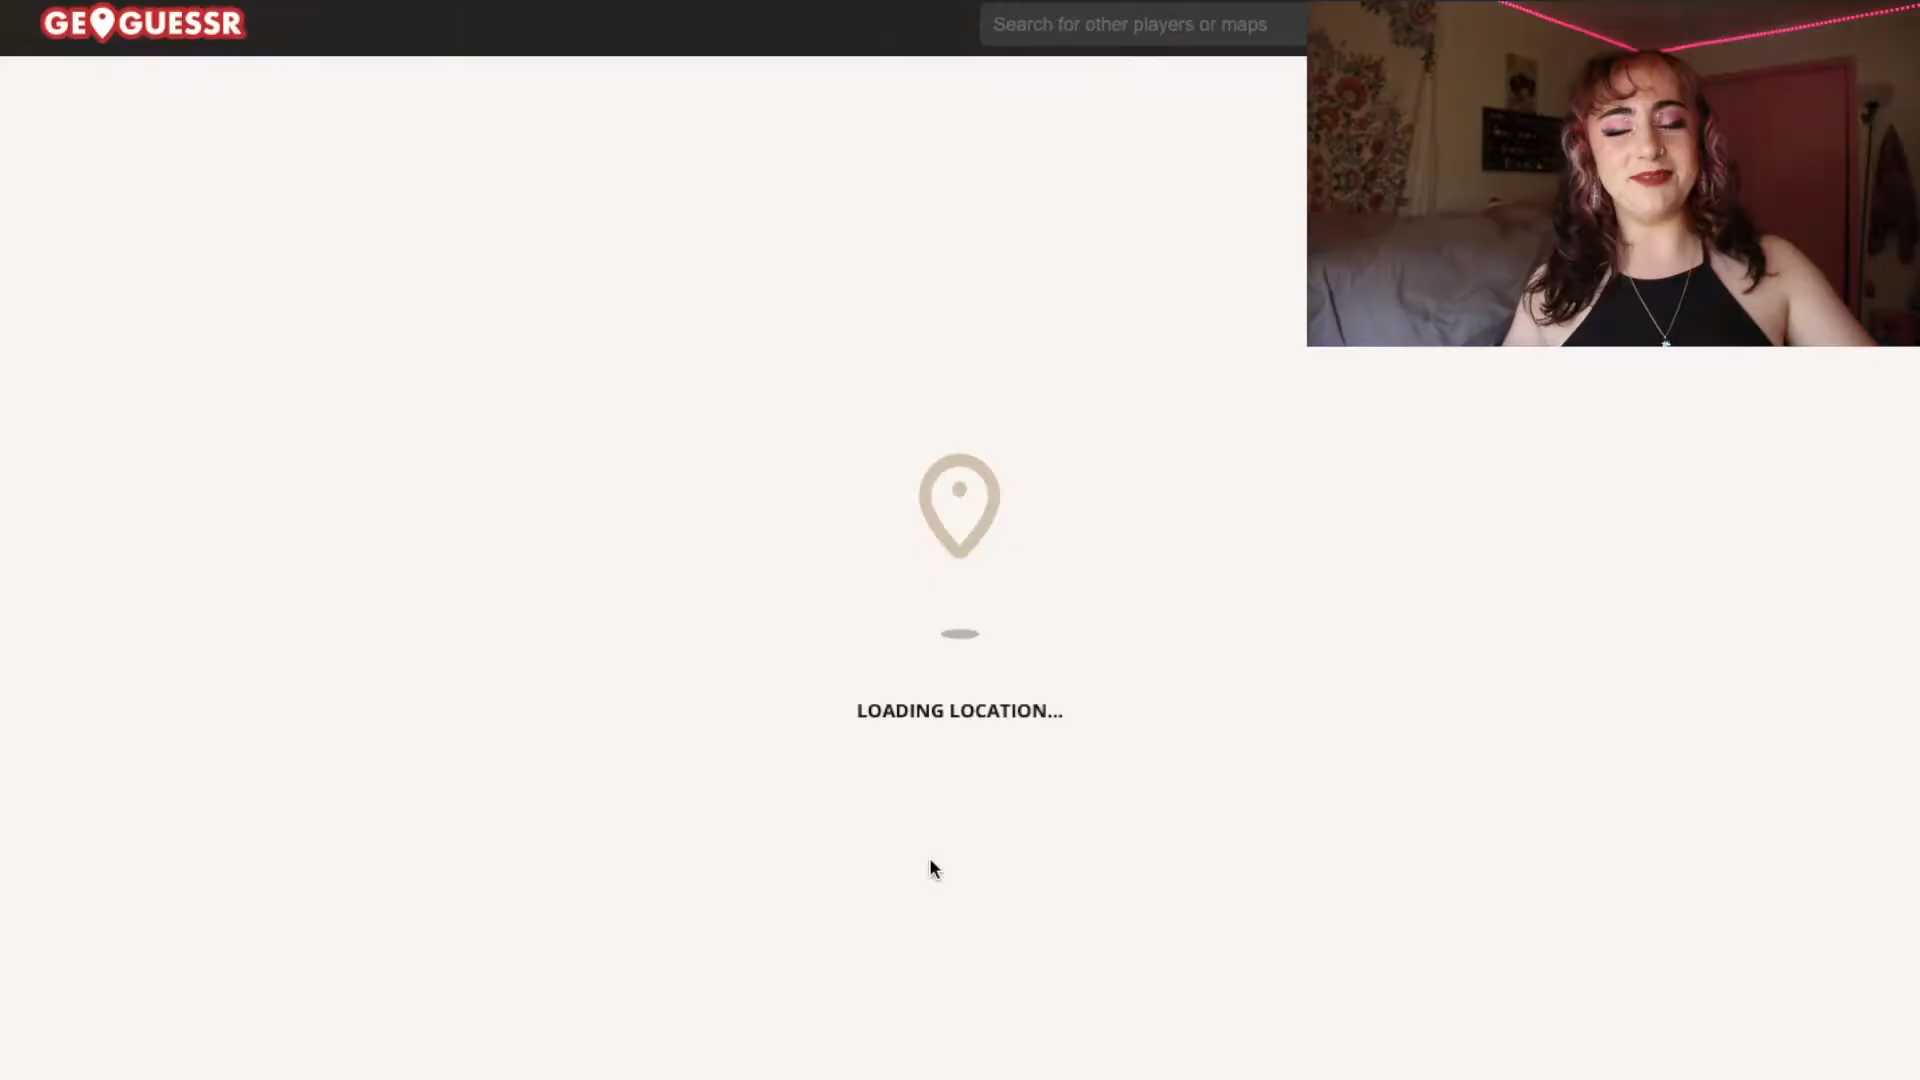 GEOGUESSR
Search for other players or maps
LOADING LOCATION...